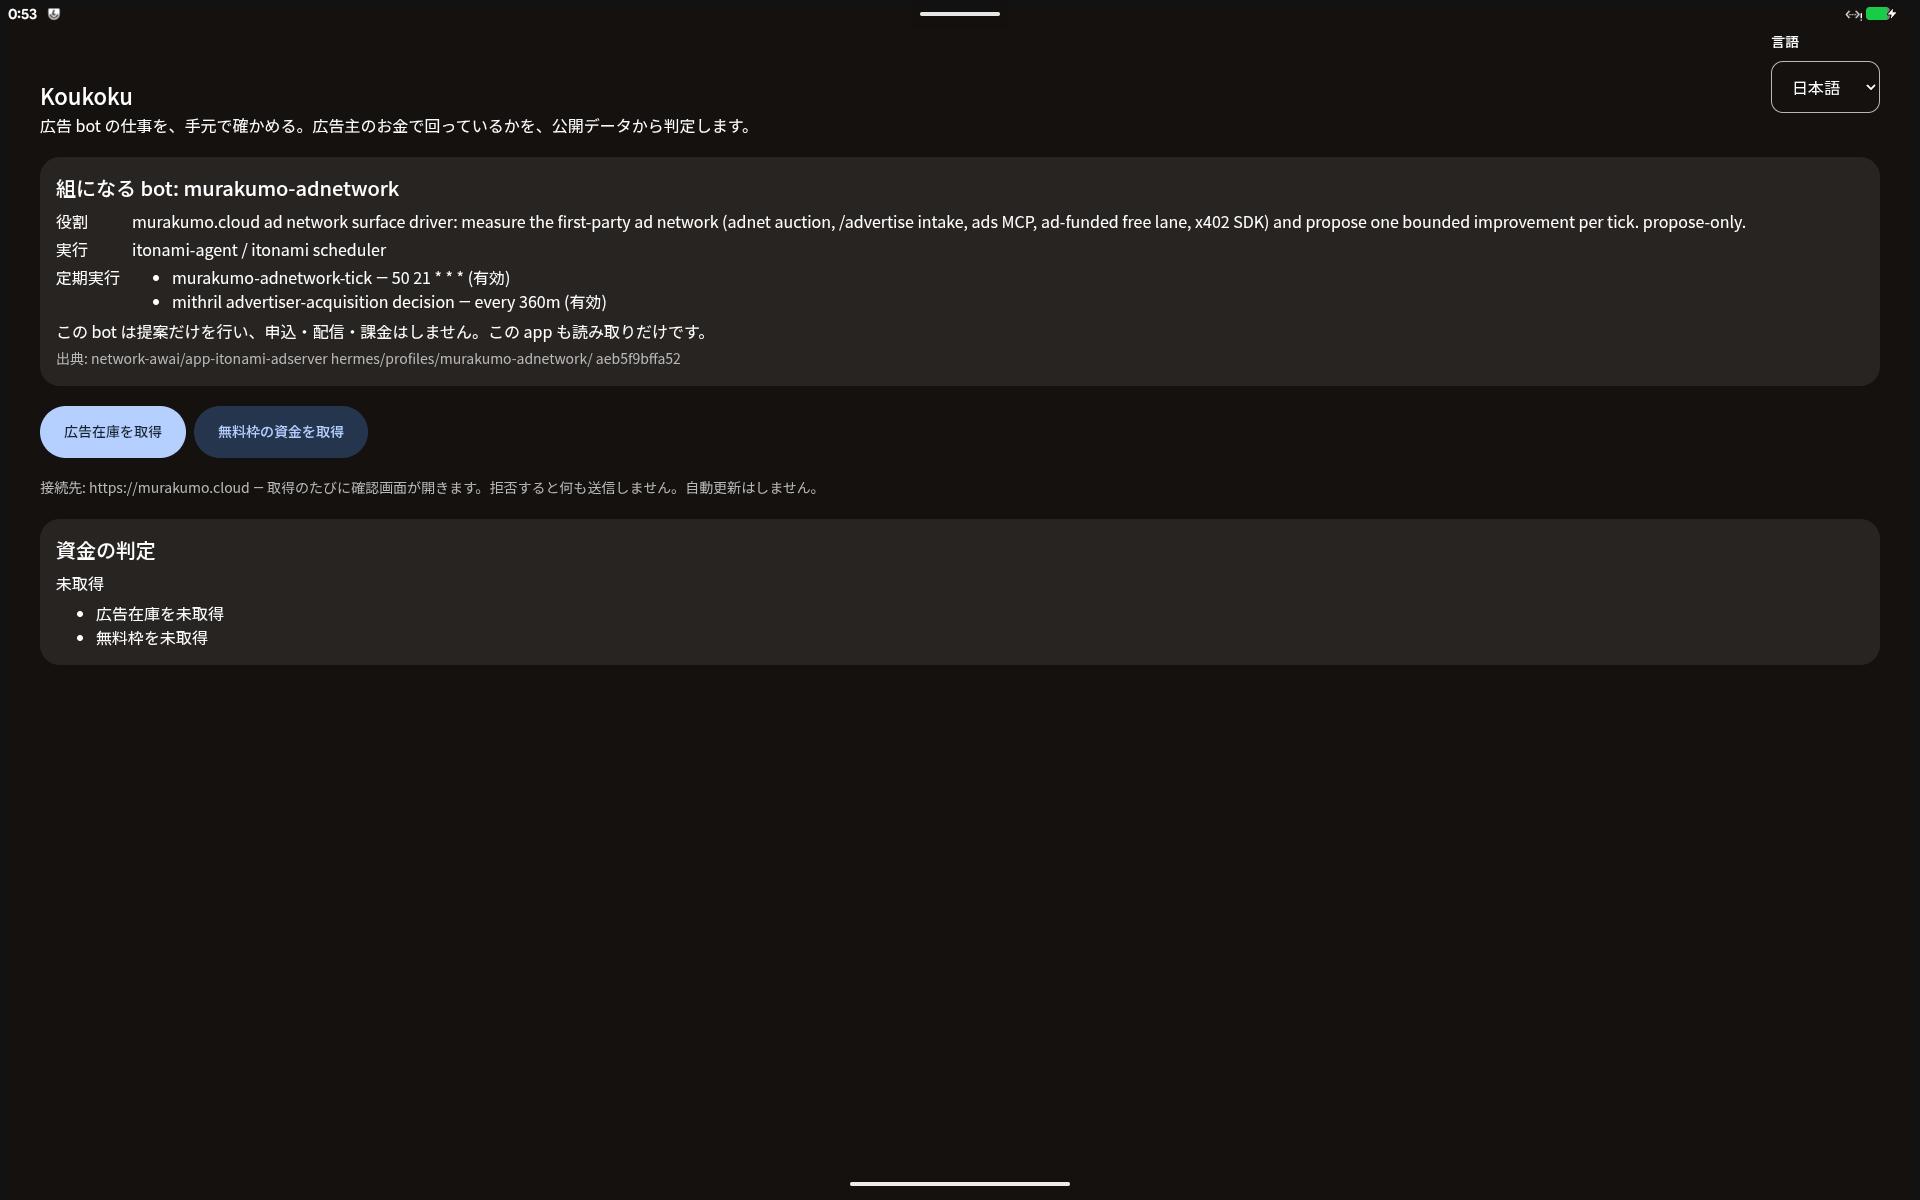 0:53
言語
日本語
Koukoku
広告 bot の仕事を、手元で確かめる。広告主のお金で回っているかを、公開データから判定します。
組になる bot: murakumo-adnetwork
役割 murakumo.cloud ad network surface driver: measure the first-party ad network (adnet auction, /advertise intake, ads MCP, ad-funded free lane, x402 SDK) and propose one bounded improvement per tick. propose-only.
実行 itonami-agent / itonami scheduler
定期実行 • murakumo-adnetwork-tick — 50 21 * * * (有効)
• mithril advertiser-acquisition decision — every 360m (有効)
この bot は提案だけを行い、申込・配信・課金はしません。この app も読み取りだけです。
出典: network-awai/app-itonami-adserver hermes/profiles/murakumo-adnetwork/ aeb5f9bffa52
広告在庫を取得 無料枠の資金を取得
接続先: https://murakumo.cloud — 取得のたびに確認画面が開きます。拒否すると何も送信しません。自動更新はしません。
資金の判定
未取得
• 広告在庫を未取得
• 無料枠を未取得